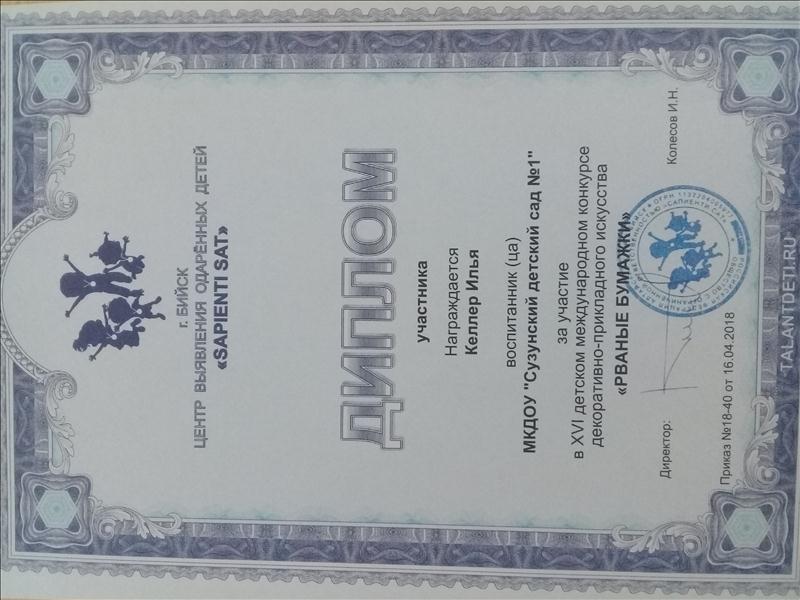 г. БИЙСК
ЦЕНТР ВЫЯВЛЕНИЯ ОДАРЁННЫХ ДЕТЕЙ
«SAPIENTI SAT»
ДИПЛОМ
участника
Награждается
Келлер Илья
воспитанник (ца)
МКДОУ "Сузунский детский сад №1"
за участие
в XVI детском международном конкурсе
декоративно-прикладного искусства
«РВАНЫЕ БУМАЖКИ»
Директор:
Колесов И.Н.
Приказ №18-40 от 16.04.2018
TALANTDETI.RU